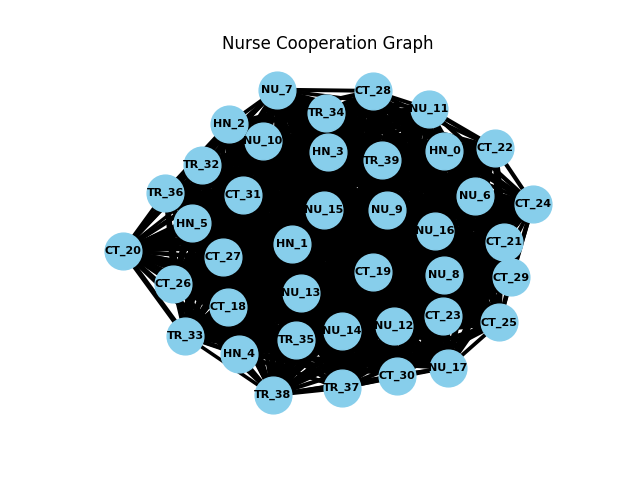 Nurse Cooperation Graph
NU_7
CT_28
NU_11
TR_34
HN_2
NU_10
CT_22
HN_3
HN_0
TR_39
TR_32
TR_36
CT_31
NU_6
CT_24
NU_15
NU_9
HN_5
NU_16
CT_21
HN_1
CT_20
CT_27
CT_19
NU_8
CT_29
CT_26
NU_13
CT_18
CT_23
CT_25
NU_12
NU_14
TR_33
TR_35
HN_4
NU_17
CT_30
TR_37
TR_38